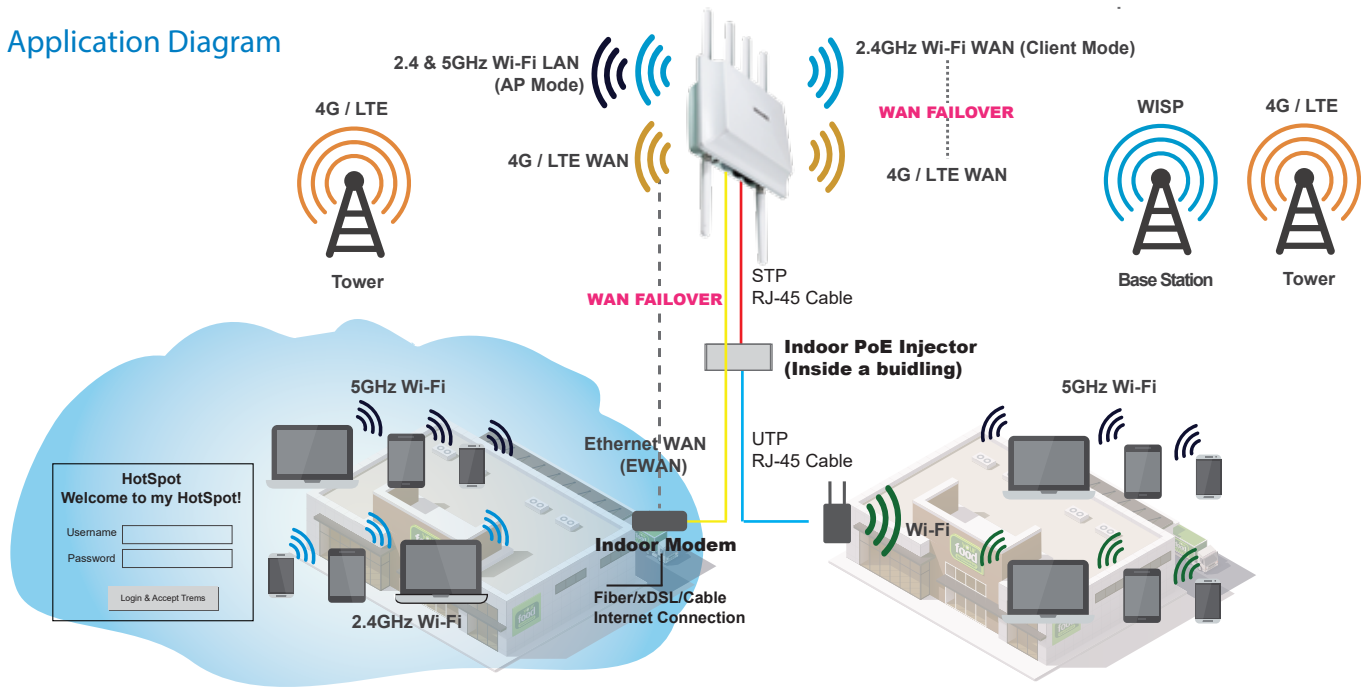 Application Diagram
2.4 & 5GHz Wi-Fi LAN
(AP Mode)
2.4GHz Wi-Fi WAN (Client Mode)
WAN FAILOVER
4G / LTE WAN
4G / LTE
Tower
4G / LTE WAN
WISP
Base Station
4G / LTE
Tower
WAN FAILOVER
STP
RJ-45 Cable
Indoor PoE Injector
(Inside a buidling)
5GHz Wi-Fi
Ethernet WAN
(EWAN)
UTP
RJ-45 Cable
5GHz Wi-Fi
HotSpot
Welcome to my HotSpot!
Username
Password
Login & Accept Trems
2.4GHz Wi-Fi
Indoor Modem
Fiber/xDSL/Cable
Internet Connection
Wi-Fi
food
food
food